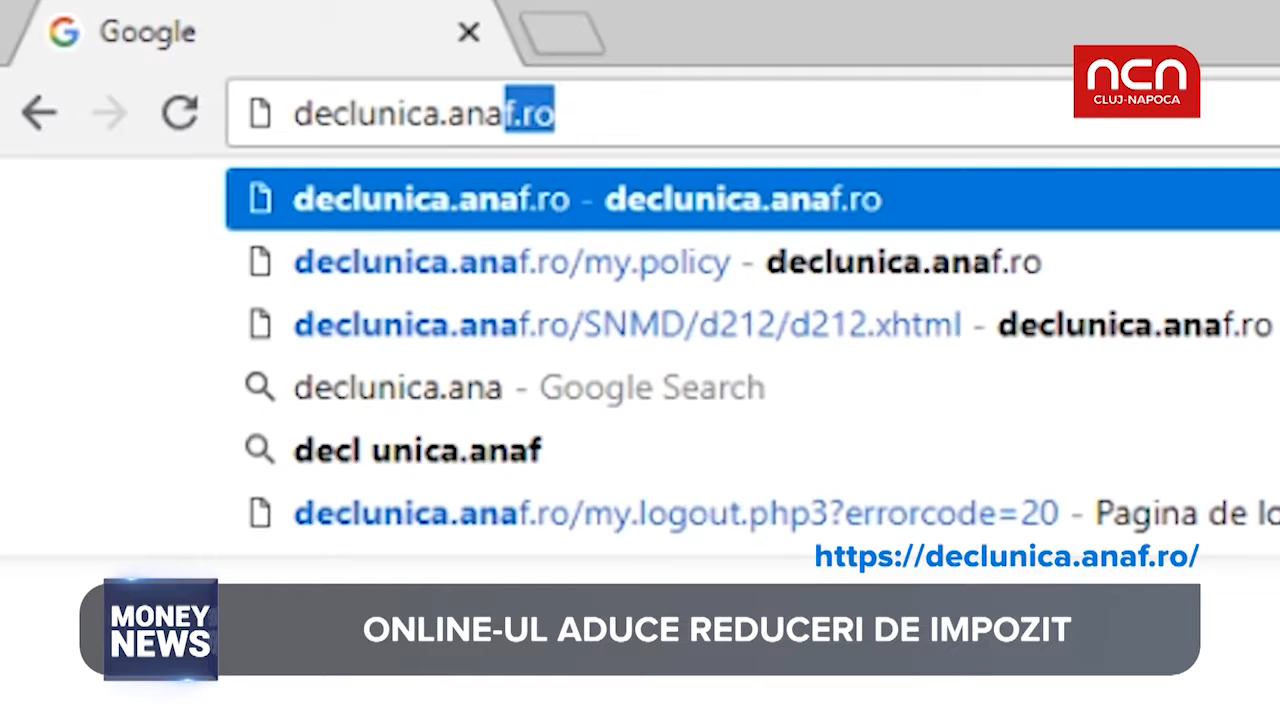 Google
ncn
CLUJ-NAPOCA
declunica.anaf.ro
declunica.anaf.ro - declunica.anaf.ro
declunica.anaf.ro/my.policy - declunica.anaf.ro
declunica.anaf.ro/SNMD/d212/d212.xhtml - declunica.anaf.ro
declunica.ana - Google Search
decl unica.anaf
declunica.anaf.ro/my.logout.php3?errorcode=20 - Pagina de
https://declunica.anaf.ro/
MONEY
NEWS
ONLINE-UL ADUCE REDUCERI DE IMPOZIT